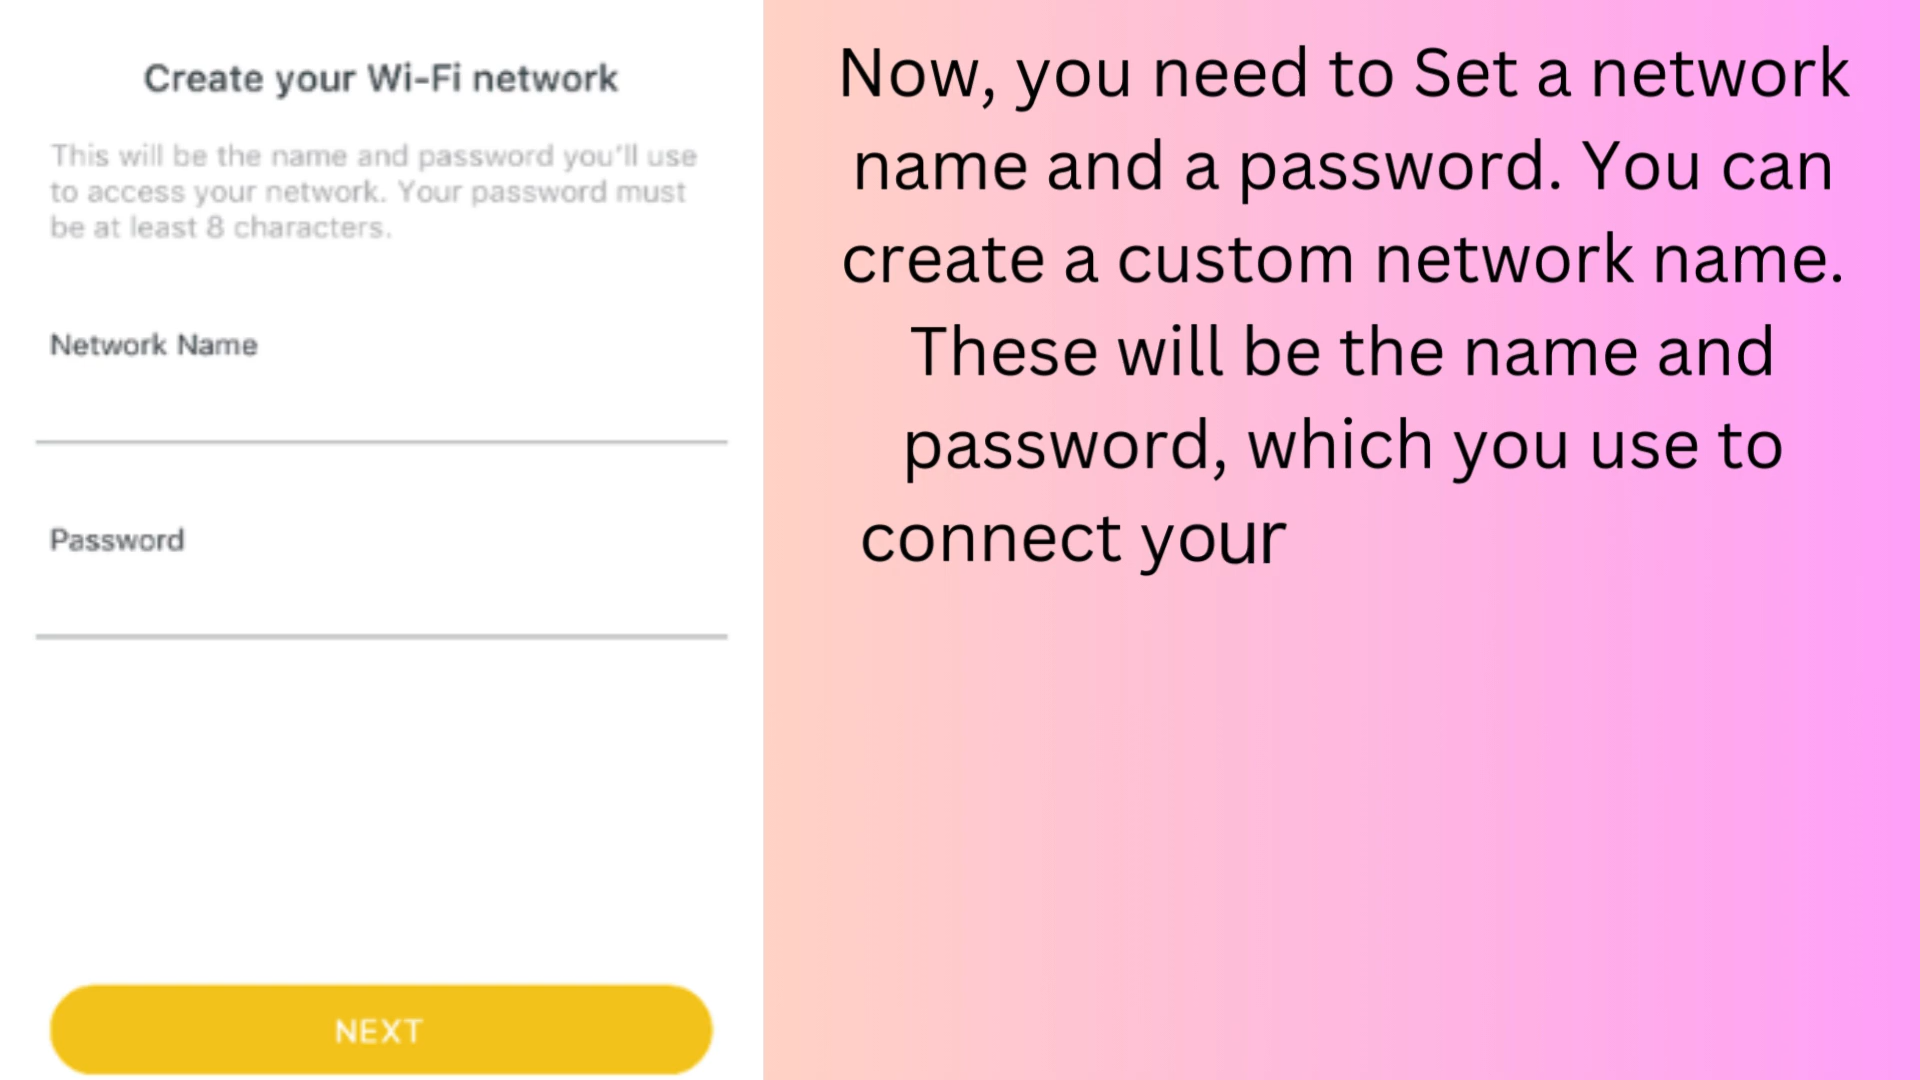 Create your Wi-Fi network
This will be the name and password you'll use
to access your network. Your password must
be at least 8 characters.
Network Name
Password
NEXT
Now, you need to Set a network
name and a password. You can
create a custom network name.
These will be the name and
password, which you use to
connect your